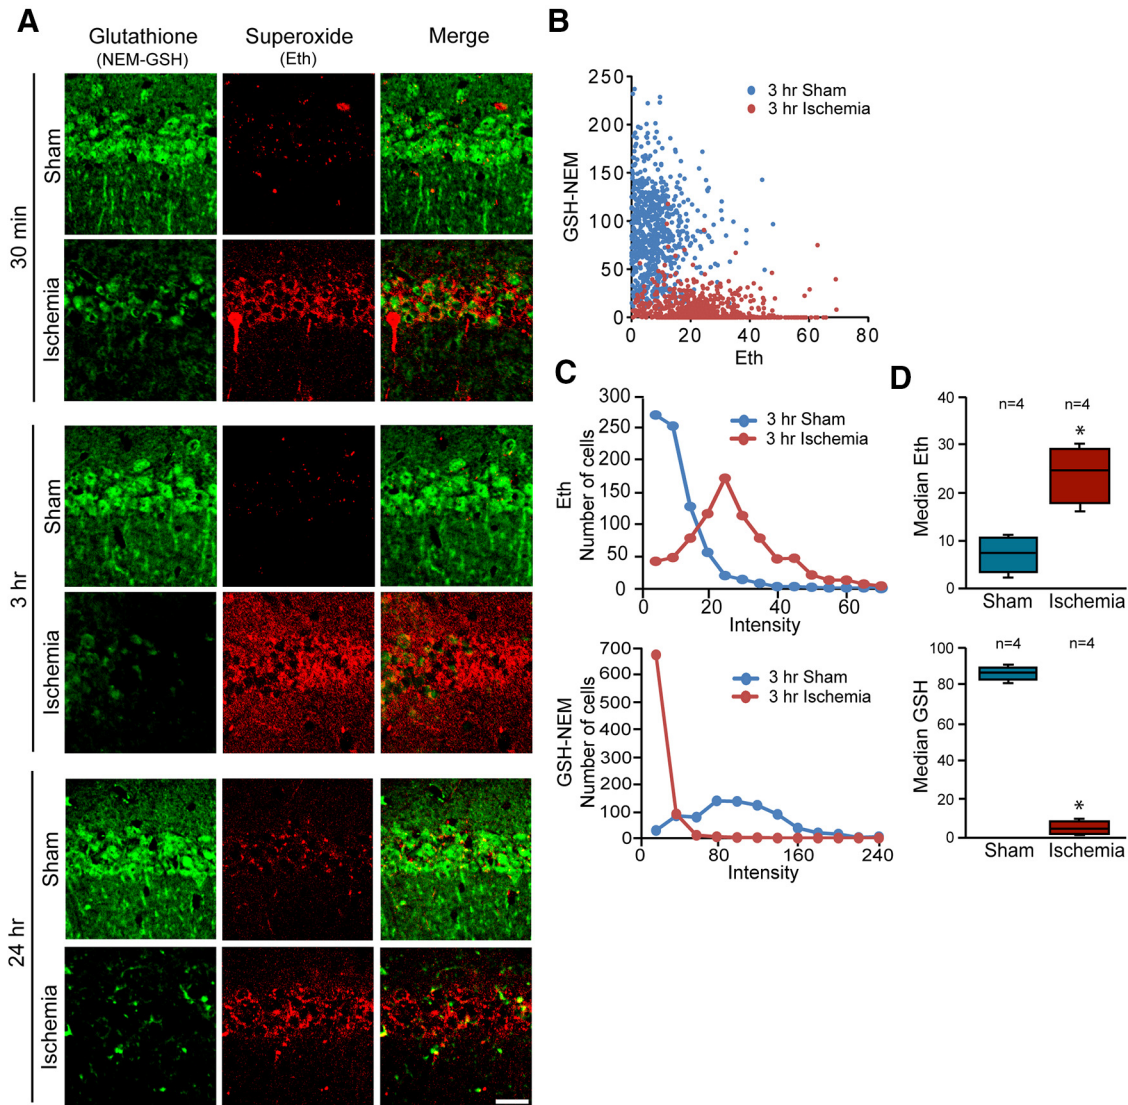 A
Glutathione
(NEM-GSH)
Superoxide
(Eth)
Merge
30 min
Sham
Ischemia
3 hr
Sham
Ischemia
24 hr
Sham
Ischemia
B
GSH-NEM
250
200
150
100
50
0
3 hr Sham
3 hr Ischemia
0 20 40 60 80
Eth
C
Eth
Number of cells
300
250
200
150
100
50
0
3 hr Sham
3 hr Ischemia
0 20 40 60
Intensity
GSH-NEM
Number of cells
700
600
500
400
300
200
100
0
3 hr Sham
3 hr Ischemia
0 80 160 240
Intensity
D
Median Eth
40
30
20
10
0
n=4 n=4
*
Sham Ischemia
Median GSH
100
80
60
40
20
0
n=4 n=4
*
Sham Ischemia